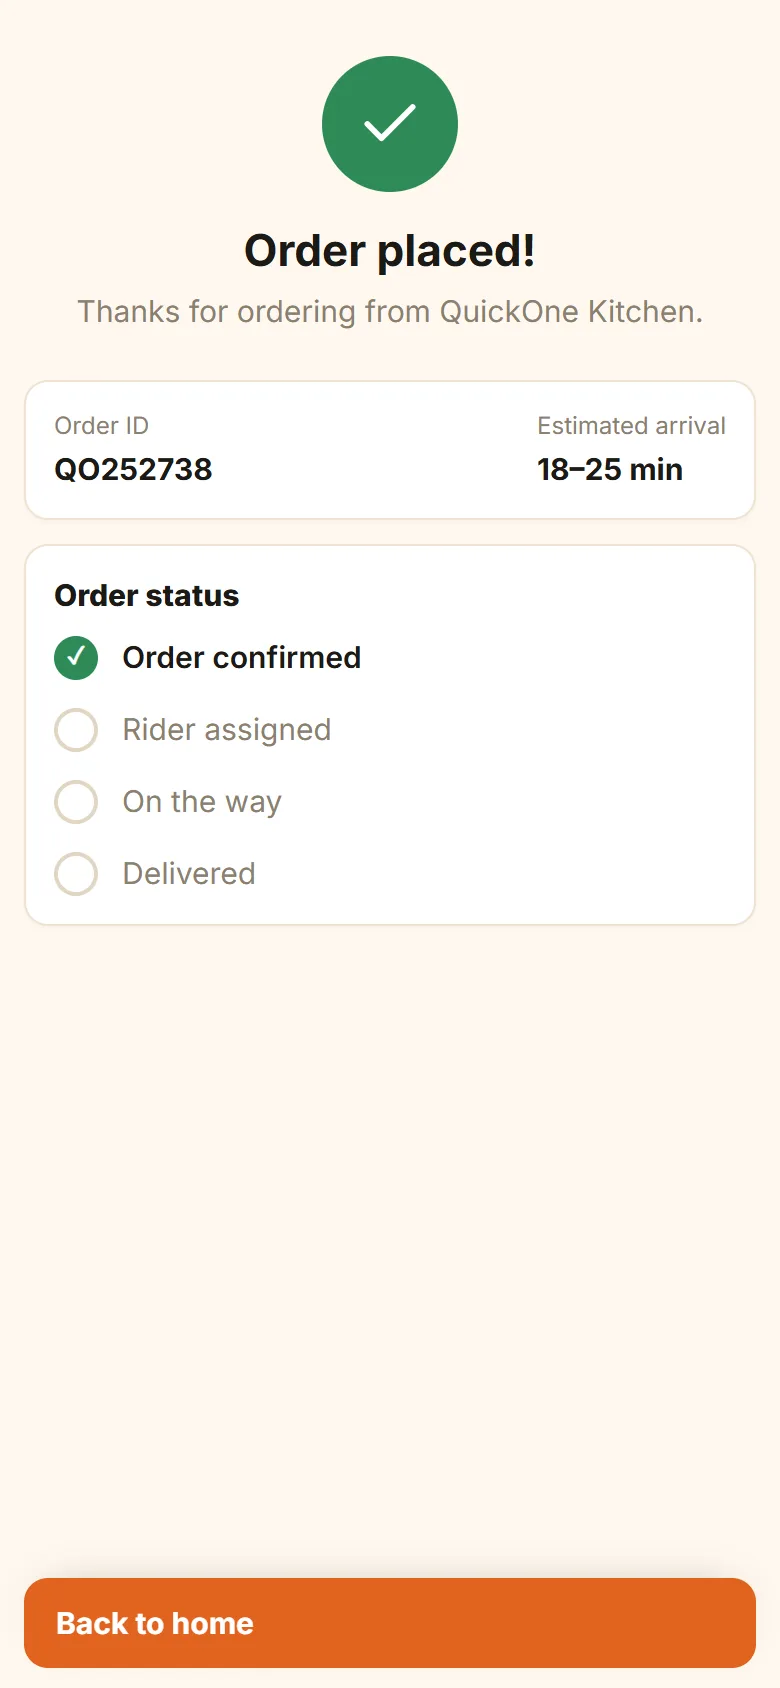 Order placed!
Thanks for ordering from QuickOne Kitchen.
Order ID
QO252738
Estimated arrival
18–25 min
Order status
Order confirmed
Rider assigned
On the way
Delivered
Back to home